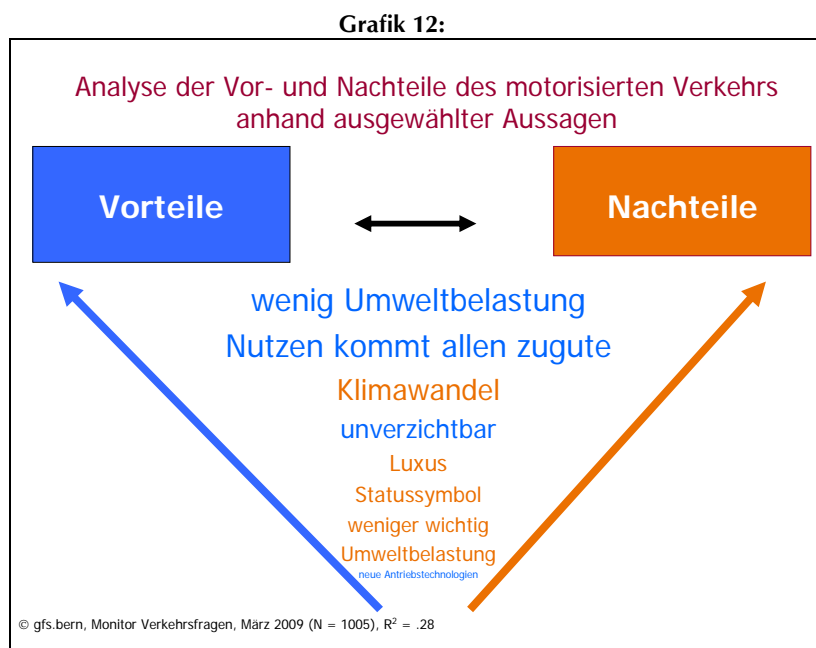 Grafik 12:
Analyse der Vor- und Nachteile des motorisierten Verkehrs
anhand ausgewählter Aussagen
Vorteile
Nachteile
wenig Umweltbelastung
Nutzen kommt allen zugute
Klimawandel
unverzichtbar
Luxus
Statussymbol
weniger wichtig
Umweltbelastung
neue Antriebstechnologien
© gfs.bern, Monitor Verkehrsfragen, März 2009 (N = 1005), R² = .28